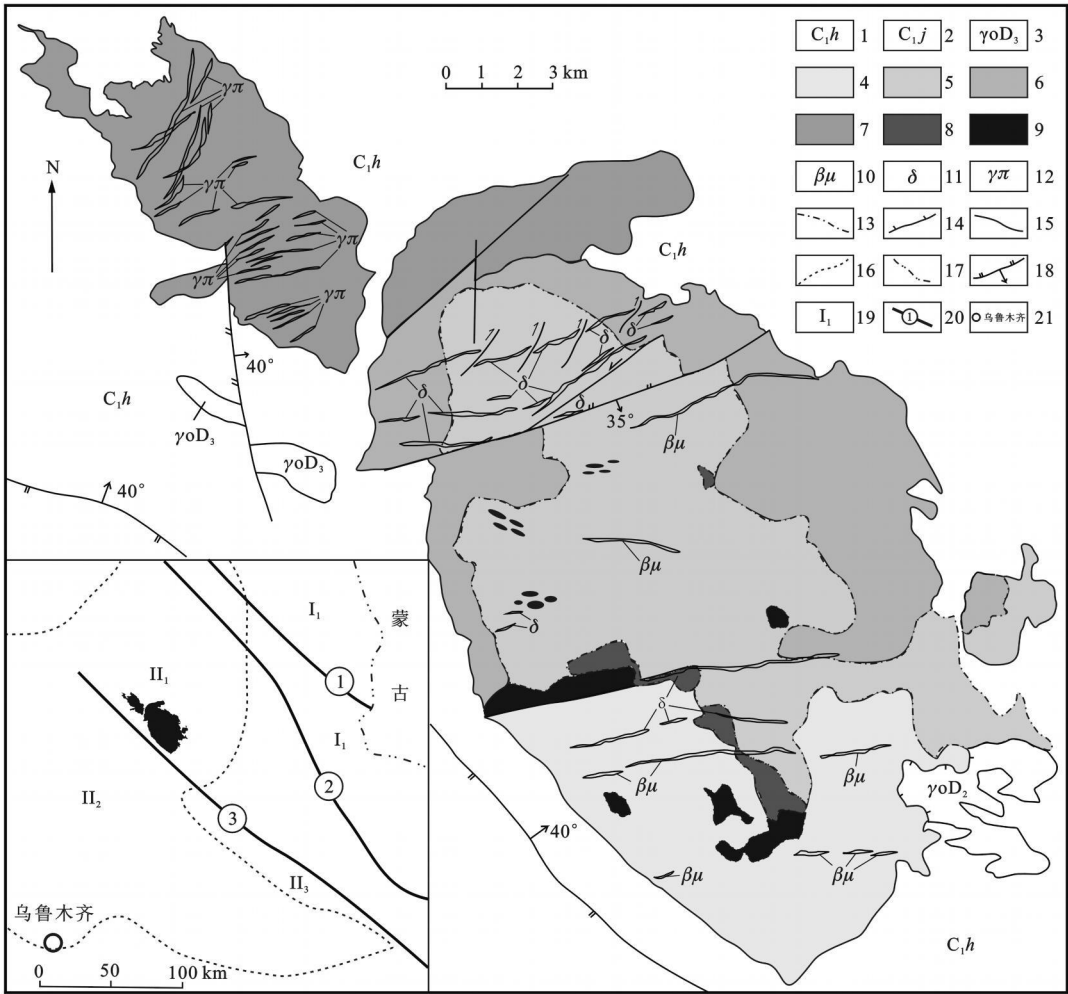 C₁h 1 C₁j 2 γoD₃ 3
4 5 6
7 8 9
βμ 10 δ 11 γπ 12
13 14 15
16 17 18
I₁ 19 ① 20 乌鲁木齐 21
0 1 2 3 km
N
γπ
C₁h
γπ
γπ
γπ
γπ
C₁h
40°
C₁h
γoD₃
γoD₃
40°
δ
δ
δ
δ
δ
δ
35°
βμ
βμ
δ
δ
βμ
βμ
γoD₂
40°
βμ
βμ
C₁h
I₁
蒙
古
II₁
①
I₁
②
II₂
③
II₃
乌鲁木齐
0 50 100 km